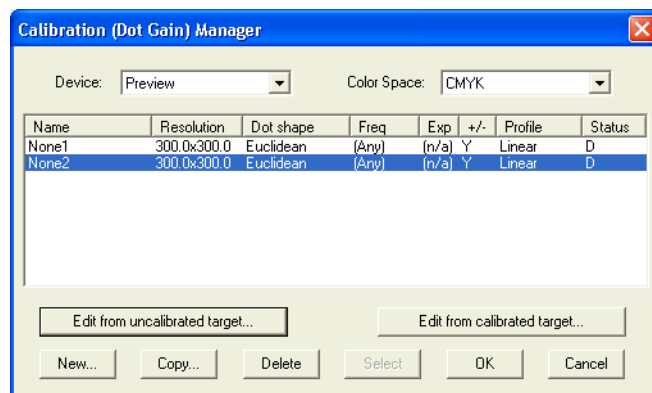 Calibration (Dot Gain) Manager
Device: Preview Color Space: CMYK
Name Resolution Dot shape Freq Exp +/- Profile Status
None1 300.0x300.0 Euclidean (Any) (n/a) Y Linear D
None2 300.0x300.0 Euclidean (Any) (n/a) Y Linear D
Edit from uncalibrated target... Edit from calibrated target...
New... Copy... Delete Select OK Cancel